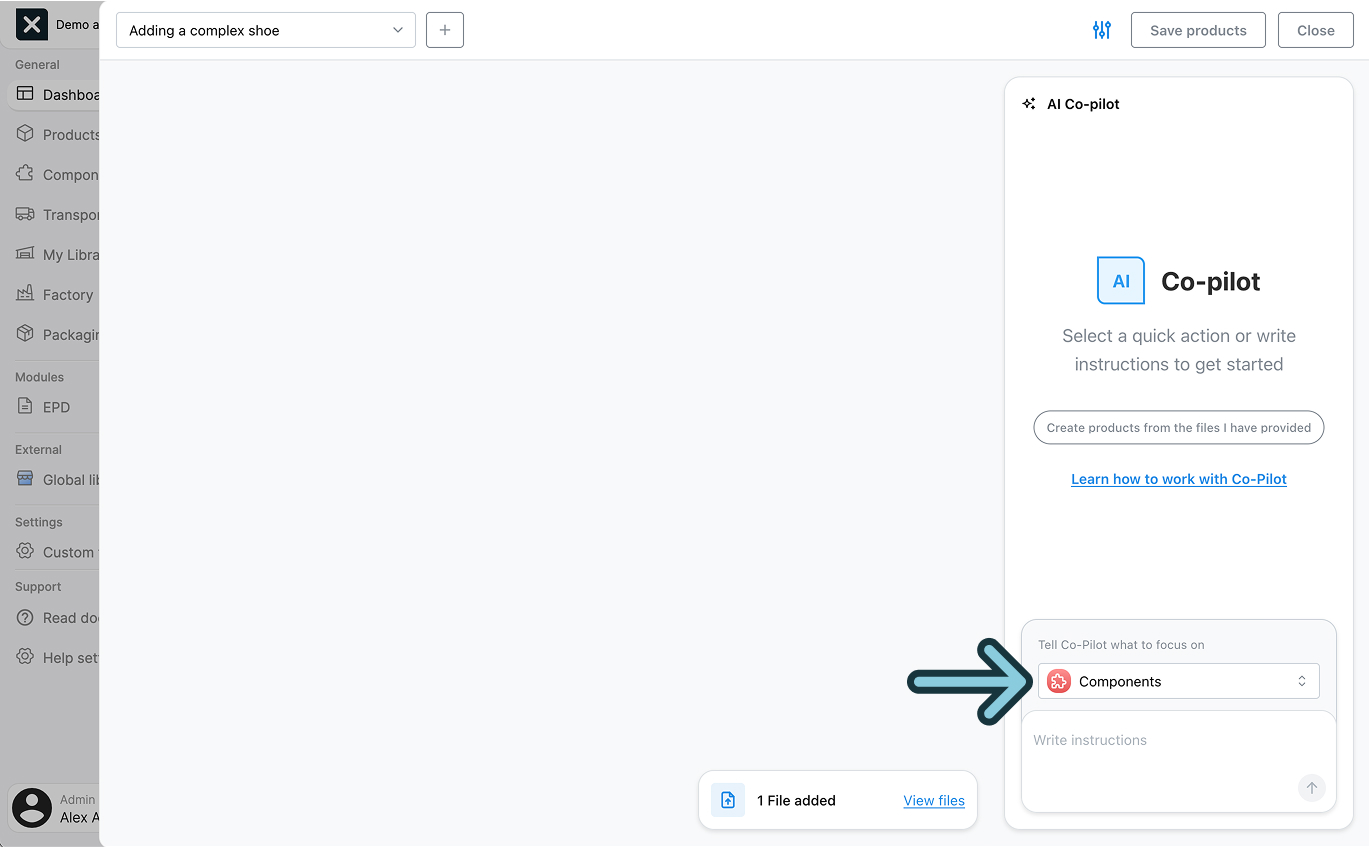 Demo a
Adding a complex shoe
Save products
Close
General
Dashboa
Products
Compon
Transpor
My Libra
Factory
Packagin
Modules
EPD
External
Global lib
Settings
Custom
Support
Read doc
Help set
Admin
Alex A
AI Co-pilot
AI
Co-pilot
Select a quick action or write
instructions to get started
Create products from the files I have provided
Learn how to work with Co-Pilot
Tell Co-Pilot what to focus on
Components
Write instructions
1 File added
View files